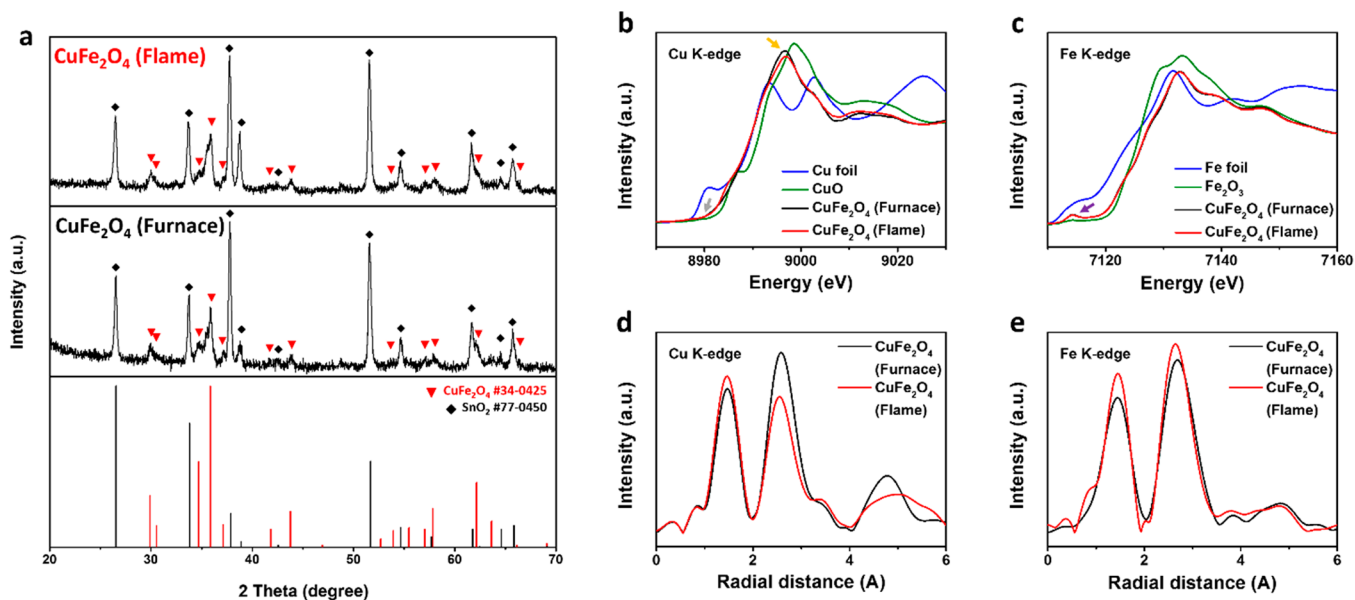 a
CuFe2O4 (Flame)
CuFe2O4 (Furnace)
CuFe2O4 #34-0425
SnO2 #77-0450
Intensity (a.u.)
20 30 40 50 60 70
2 Theta (degree)
b
Cu K-edge
Cu foil
CuO
CuFe2O4 (Furnace)
CuFe2O4 (Flame)
Intensity (a.u.)
8980 9000 9020
Energy (eV)
c
Fe K-edge
Fe foil
Fe2O3
CuFe2O4 (Furnace)
CuFe2O4 (Flame)
Intensity (a.u.)
7120 7140 7160
Energy (eV)
d
Cu K-edge
CuFe2O4
(Furnace)
CuFe2O4
(Flame)
Intensity (a.u.)
0 2 4 6
Radial distance (A)
e
Fe K-edge
CuFe2O4
(Furnace)
CuFe2O4
(Flame)
Intensity (a.u.)
0 1 2 3 4 5 6
Radial distance (A)